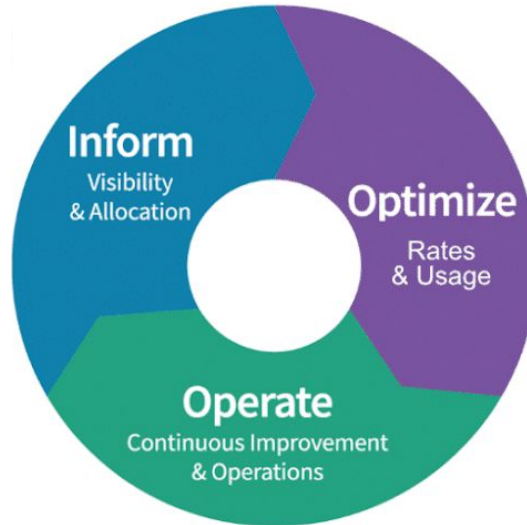 Inform
Visibility
& Allocation
Optimize
Rates
& Usage
Operate
Continuous Improvement
& Operations